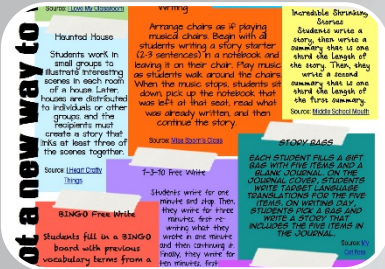 ot a new way to
Source: I Love My Classroom
Haunted House
Students work in
small groups to
illustrate interesting
scenes in each room
of a house. Later,
houses are distributed
to individuals or other
groups, and the
recipients must
create a story that
links at least three of
the scenes together.
Source: I Heart Crafty
Things
Writing
Arrange chairs as if playing
musical chairs. Begin with all
students writing a story starter
(2-3 sentences) in a notebook and
leaving it on their chair. Play music
as students walk around the chairs.
When the music stops, students sit
down, pick up the notebook that
was left at that seat, read what
was already written, and then
continue the story.
Source: Miss Sporn's Class
Incredible Shrinking
Stories
Students write a
story, then write a
summary that is one
third the length of
the story. Then, they
write a second
summary that is one
third the length of
the first summary.
Source: Middle School Mouth
BINGO Free Write
Students fill in a BINGO
board with previous
vocabulary terms from a
1-3-10 Free Write
Students write for one
minute and stop. Then,
they write for three
minutes, first re-
writing what they
wrote in one minute
and then continuing it.
Finally, they write for
ten minutes, first
STORY BAGS
EACH STUDENT FILLS A GIFT
BAG WITH FIVE ITEMS AND A
BLANK JOURNAL. ON THE
JOURNAL COVER, STUDENTS
WRITE TARGET LANGUAGE
TRANSLATIONS FOR THE FIVE
ITEMS. ON WRITING DAY,
STUDENTS PICK A BAG AND
WRITE A STORY THAT
INCLUDES THE FIVE ITEMS IN
THE JOURNAL.
Source: My